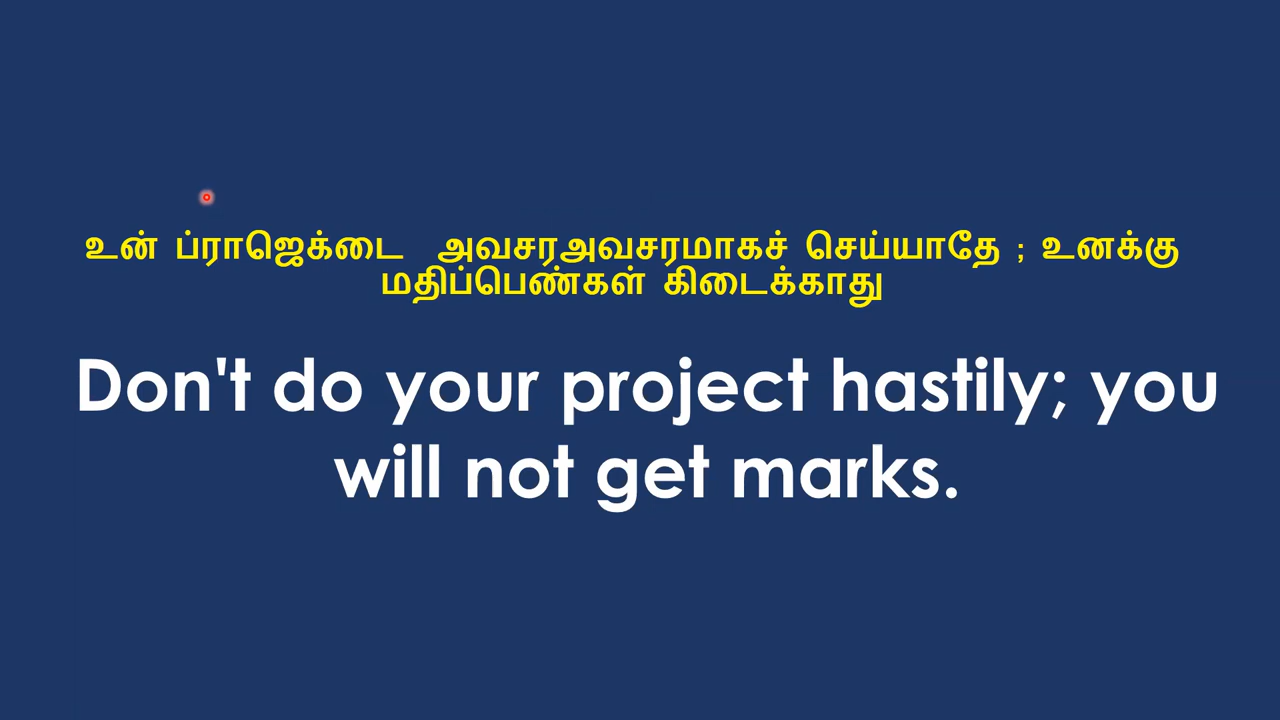 உன் ப்ராஜெக்டை அவசரஅவசரமாகச் செய்யாதே ; உனக்கு
மதிப்பெண்கள் கிடைக்காது
Don't do your project hastily; you
will not get marks.